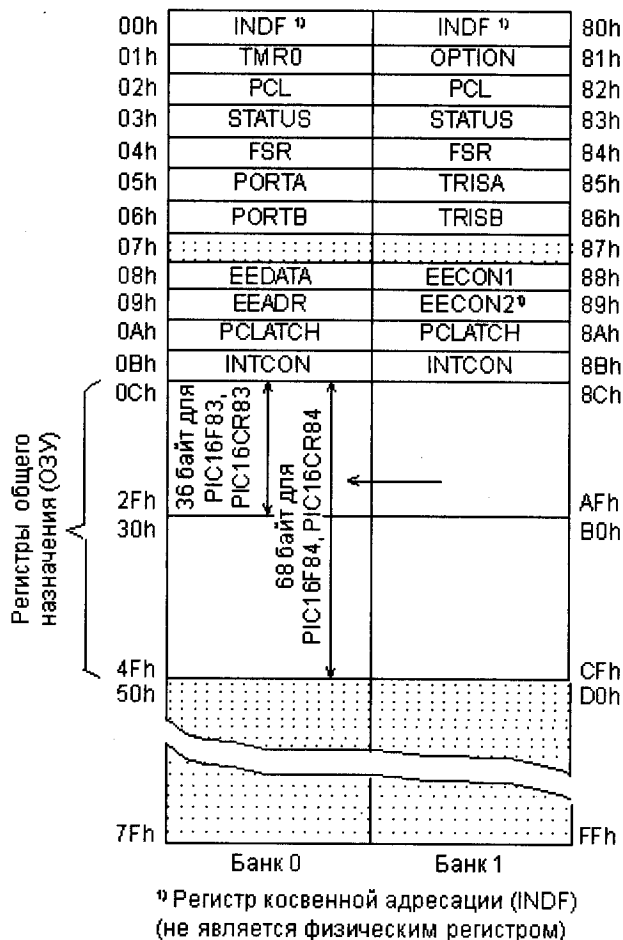 00h INDF ¹⁾ INDF ¹⁾ 80h
01h TMR0 OPTION 81h
02h PCL PCL 82h
03h STATUS STATUS 83h
04h FSR FSR 84h
05h PORTA TRISA 85h
06h PORTB TRISB 86h
07h 87h
08h EEDATA EECON1 88h
09h EEADR EECON2¹⁾ 89h
0Ah PCLATCH PCLATCH 8Ah
0Bh INTCON INTCON 8Bh
0Ch 8Ch
Регистры общего
назначения (ОЗУ)
36 байт для
PIC16F83,
PIC16CR83
68 байт для
PIC16F84, PIC16CR84
2Fh AFh
30h B0h
4Fh CFh
50h D0h
7Fh FFh
Банк 0 Банк 1
¹⁾ Регистр косвенной адресации (INDF)
(не является физическим регистром)